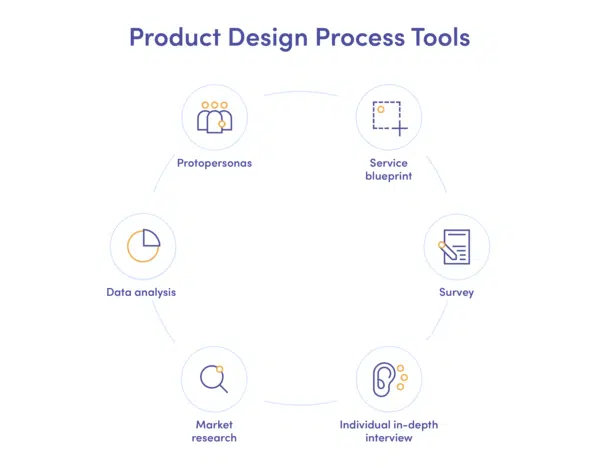 Product Design Process Tools
Protopersonas
Service
blueprint
Data analysis
Survey
Market
research
Individual in-depth
interview